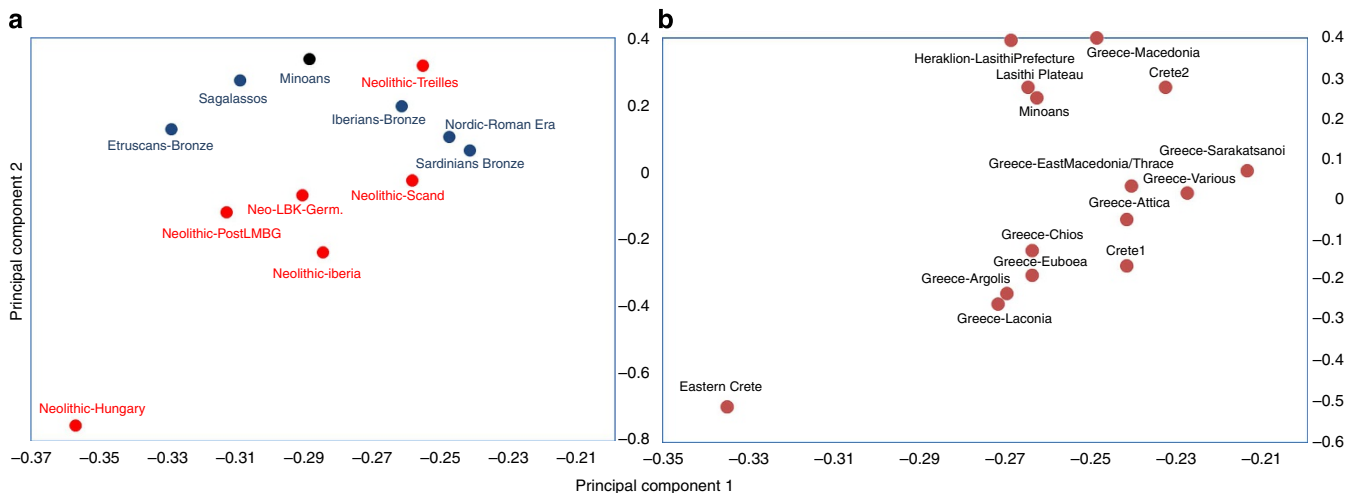 a
b
Principal component 2
Minoans
Neolithic-Treilles
Sagalassos
Iberians-Bronze
Nordic-Roman Era
Etruscans-Bronze
Sardinians Bronze
Neolithic-Scand
Neo-LBK-Germ.
Neolithic-PostLMBG
Neolithic-iberia
Neolithic-Hungary
0.4
0.2
0
–0.2
–0.4
–0.6
–0.8
–0.37
–0.35
–0.33
–0.31
–0.29
–0.27
–0.25
–0.23
–0.21
Heraklion-LasithiPrefecture
Greece-Macedonia
Lasithi Plateau
Crete2
Minoans
Greece-Sarakatsanoi
Greece-EastMacedonia/Thrace
Greece-Various
Greece-Attica
Greece-Chios
Crete1
Greece-Euboea
Greece-Argolis
Greece-Laconia
Eastern Crete
0.4
0.3
0.2
0.1
0
–0.1
–0.2
–0.3
–0.4
–0.5
–0.6
–0.35
–0.33
–0.31
–0.29
–0.27
–0.25
–0.23
–0.21
Principal component 1